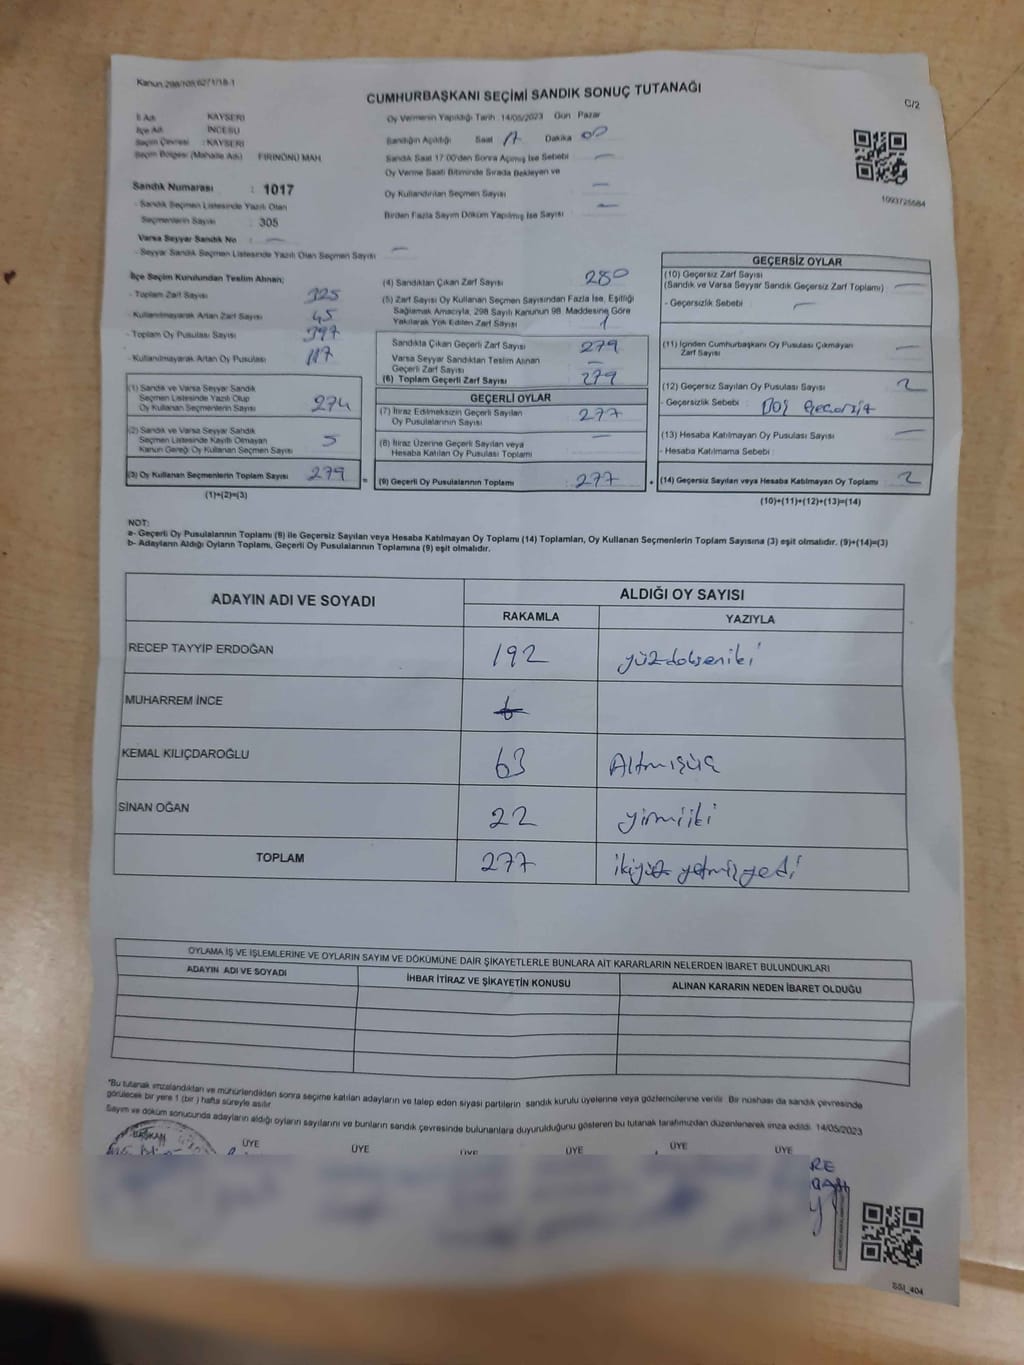 Kanun:298/105,6271/18-1
CUMHURBAŞKANI SEÇİMİ SANDIK SONUÇ TUTANAĞI
C/2
İl Adı KAYSERİ
İlçe Adı İNCESU
Seçim Çevresi : KAYSERİ
Seçim Bölgesi (Mahalle Adı) FIRINÖNÜ MAH.
Sandık Numarası : 1017
- Sandık Seçmen Listesinde Yazılı Olan
Seçmenlerin Sayısı : 305
Varsa Seyyar Sandık No : —
- Seyyar Sandık Seçmen Listesinde Yazılı Olan Seçmen Sayısı —
Oy Vermenin Yapıldığı Tarih 14/05/2023 Gün Pazar
Sandığın Açıldığı Saat 17 Dakika 00
Sandık Saat 17:00'den Sonra Açılmış İse Sebebi —
Oy Verme Saati Bitiminde Sırada Bekleyen ve
Oy Kullandırılan Seçmen Sayısı —
Birden Fazla Sayım Döküm Yapılmış İse Sayısı —
1093725684
İlçe Seçim Kurulundan Teslim Alınan;
- Toplam Zarf Sayısı 325
- Kullanılmayarak Artan Zarf Sayısı 45
- Toplam Oy Pusulası Sayısı 397
- Kullanılmayarak Artan Oy Pusulası 117
(1) Sandık ve Varsa Seyyar Sandık
Seçmen Listesinde Yazılı Olup
Oy Kullanan Seçmenlerin Sayısı 274
(2) Sandık ve Varsa Seyyar Sandık
Seçmen Listesinde Kayıtlı Olmayan
Kanun Gereği Oy Kullanan Seçmen Sayısı 5
(3) Oy Kullanan Seçmenlerin Toplam Sayısı 279 =
(1)+(2)=(3)
(4) Sandıktan Çıkan Zarf Sayısı 280
(5) Zarf Sayısı Oy Kullanan Seçmen Sayısından Fazla İse, Eşitliği
Sağlamak Amacıyla, 298 Sayılı Kanunun 98. Maddesine Göre
Yakılarak Yok Edilen Zarf Sayısı 1
Sandıkta Çıkan Geçerli Zarf Sayısı 279
Varsa Seyyar Sandıktan Teslim Alınan
Geçerli Zarf Sayısı —
(6) Toplam Geçerli Zarf Sayısı 279
GEÇERLİ OYLAR
(7) İtiraz Edilmeksizin Geçerli Sayılan
Oy Pusulalarının Sayısı 277
(8) İtiraz Üzerine Geçerli Sayılan veya
Hesaba Katılan Oy Pusulası Toplamı —
(9) Geçerli Oy Pusulalarının Toplamı 277 +
GEÇERSİZ OYLAR
(10) Geçersiz Zarf Sayısı
(Sandık ve Varsa Seyyar Sandık Geçersiz Zarf Toplamı) —
- Geçersizlik Sebebi : —
(11) İçinden Cumhurbaşkanı Oy Pusulası Çıkmayan
Zarf Sayısı —
(12) Geçersiz Sayılan Oy Pusulası Sayısı 2
- Geçersizlik Sebebi : Boş Geçersiz
(13) Hesaba Katılmayan Oy Pusulası Sayısı —
- Hesaba Katılmama Sebebi :
(14) Geçersiz Sayılan veya Hesaba Katılmayan Oy Toplamı 2
(10)+(11)+(12)+(13)=(14)
NOT:
a- Geçerli Oy Pusulalarının Toplamı (9) ile Geçersiz Sayılan veya Hesaba Katılmayan Oy Toplamı (14) Toplamları, Oy Kullanan Seçmenlerin Toplam Sayısına (3) eşit olmalıdır. (9)+(14)=(3)
b- Adayların Aldığı Oyların Toplamı, Geçerli Oy Pusulalarının Toplamına (9) eşit olmalıdır.
ADAYIN ADI VE SOYADI ALDIĞI OY SAYISI
RAKAMLA YAZIYLA
RECEP TAYYİP ERDOĞAN 192 yüzdokseniki
MUHARREM İNCE
KEMAL KILIÇDAROĞLU 63 Altmışüç
SİNAN OĞAN 22 yirmiiki
TOPLAM 277 ikiyüz yetmişyedi
OYLAMA İŞ VE İŞLEMLERİNE VE OYLARIN SAYIM VE DÖKÜMÜNE DAİR ŞİKAYETLERLE BUNLARA AİT KARARLARIN NELERDEN İBARET BULUNDUKLARI
ADAYIN ADI VE SOYADI İHBAR İTİRAZ VE ŞİKAYETİN KONUSU ALINAN KARARIN NEDEN İBARET OLDUĞU
*Bu tutanak imzalandıktan ve mühürlendikten sonra seçime katılan adayların ve talep eden siyasi partilerin sandık kurulu üyelerine veya gözlemcilerine verilir. Bir nüshası da sandık çevresinde
görülecek bir yere 1 (bir ) hafta süreyle asılır.
Sayım ve döküm sonucunda adayların aldığı oyların sayılarını ve bunların sandık çevresinde bulunanlara duyurulduğunu gösteren bu tutanak tarafımızdan düzenlenerek imza edildi. 14/05/2023
BAŞKAN ÜYE ÜYE ÜYE ÜYE ÜYE ÜYE
SSİ_404